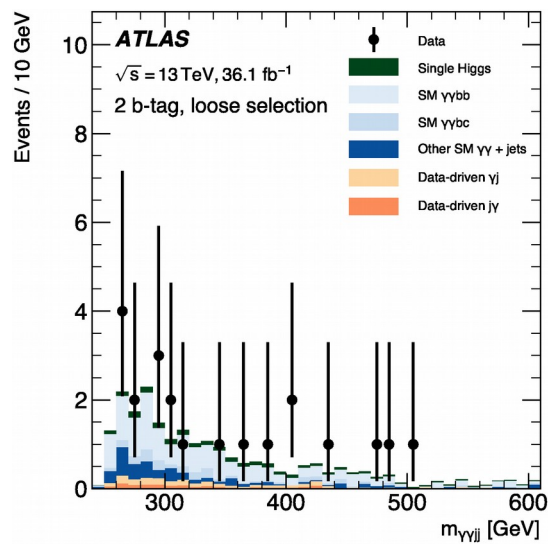 Events / 10 GeV
10
8
6
4
2
0
ATLAS
√s = 13 TeV, 36.1 fb⁻¹
2 b-tag, loose selection
Data
Single Higgs
SM γγbb
SM γγbc
Other SM γγ + jets
Data-driven γj
Data-driven jγ
300 400 500 600
m_γγjj [GeV]